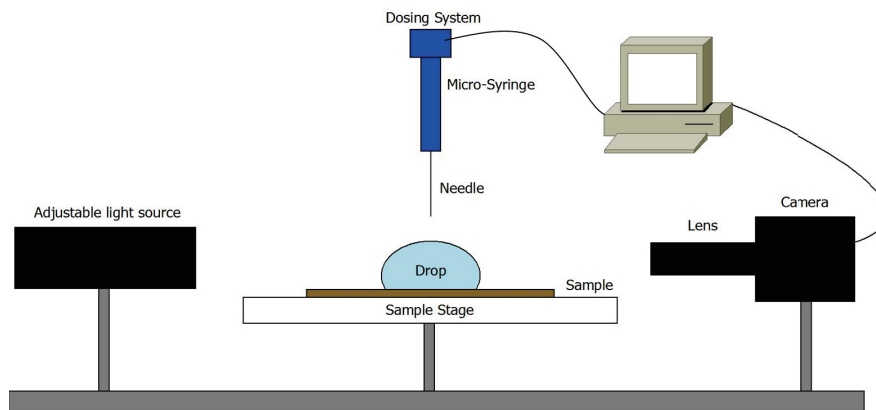 Dosing System
Micro-Syringe
Needle
Adjustable light source
Camera
Lens
Drop
Sample
Sample Stage